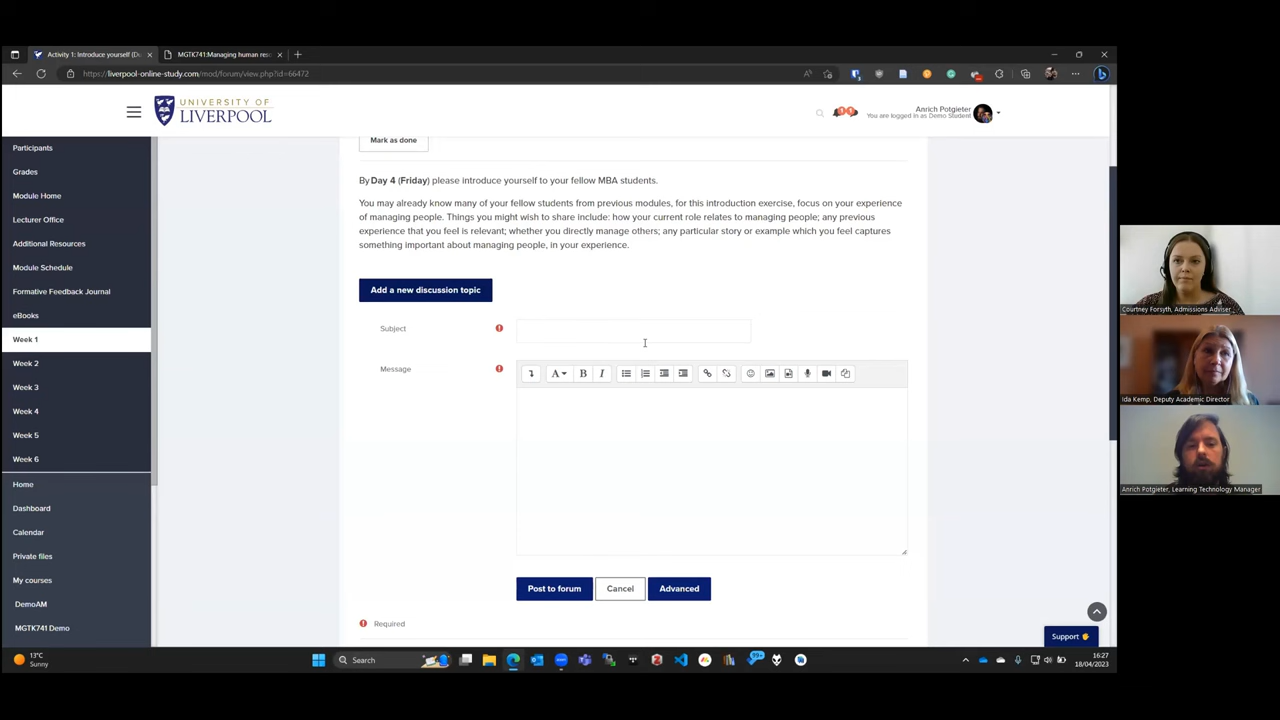 Activity 1: Introduce yourself (D
MGTK741:Managing human res
https://liverpool-online-study.com/mod/forum/view.php?id=66472
UNIVERSITY OF
LIVERPOOL
Anrich Potgieter
You are logged in as Demo Student
Participants
Grades
Module Home
Lecturer Office
Additional Resources
Module Schedule
Formative Feedback Journal
eBooks
Week 1
Week 2
Week 3
Week 4
Week 5
Week 6
Home
Dashboard
Calendar
Private files
My courses
DemoAM
MGTK741 Demo
Mark as done
By Day 4 (Friday) please introduce yourself to your fellow MBA students.
You may already know many of your fellow students from previous modules, for this introduction exercise, focus on your experience
of managing people. Things you might wish to share include: how your current role relates to managing people; any previous
experience that you feel is relevant; whether you directly manage others; any particular story or example which you feel captures
something important about managing people, in your experience.
Add a new discussion topic
Subject
Message
A B I
Post to forum Cancel Advanced
Required
Support
Courtney Forsyth, Admissions Adviser
Ida Kemp, Deputy Academic Director
Anrich Potgieter, Learning Technology Manager
13°C
Sunny
Search
99+
16:27
18/04/2023